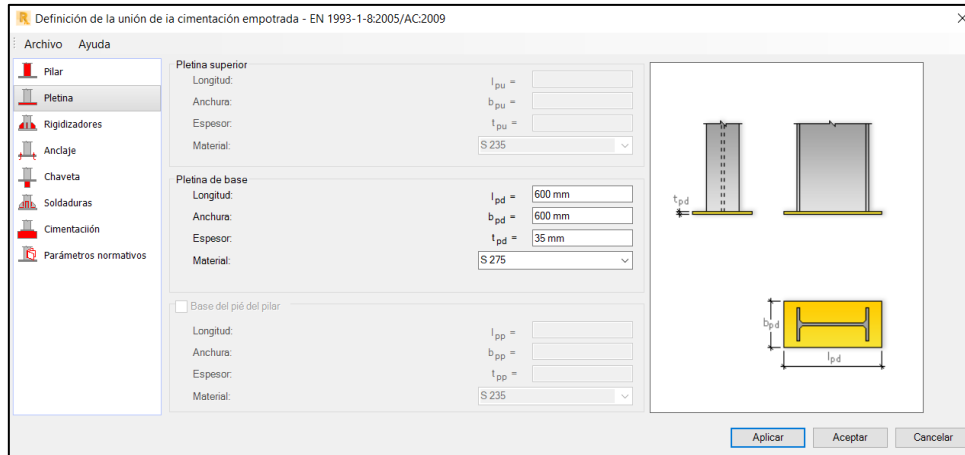 Definición de la unión de ia cimentación empotrada - EN 1993-1-8:2005/AC:2009
Archivo Ayuda
Pilar
Pletina
Rigidizadores
Anclaje
Chaveta
Soldaduras
Cimentaciión
Parámetros normativos
Pletina superior
Longitud: lpu =
Anchura: bpu =
Espesor: tpu =
Material: S 235
Pletina de base
Longitud: lpd = 600 mm
Anchura: bpd = 600 mm
Espesor: tpd = 35 mm
Material: S 275
Base del pié del pilar
Longitud: lpp =
Anchura: bpp =
Espesor: tpp =
Material: S 235
tpd
bpd
lpd
Aplicar Aceptar Cancelar